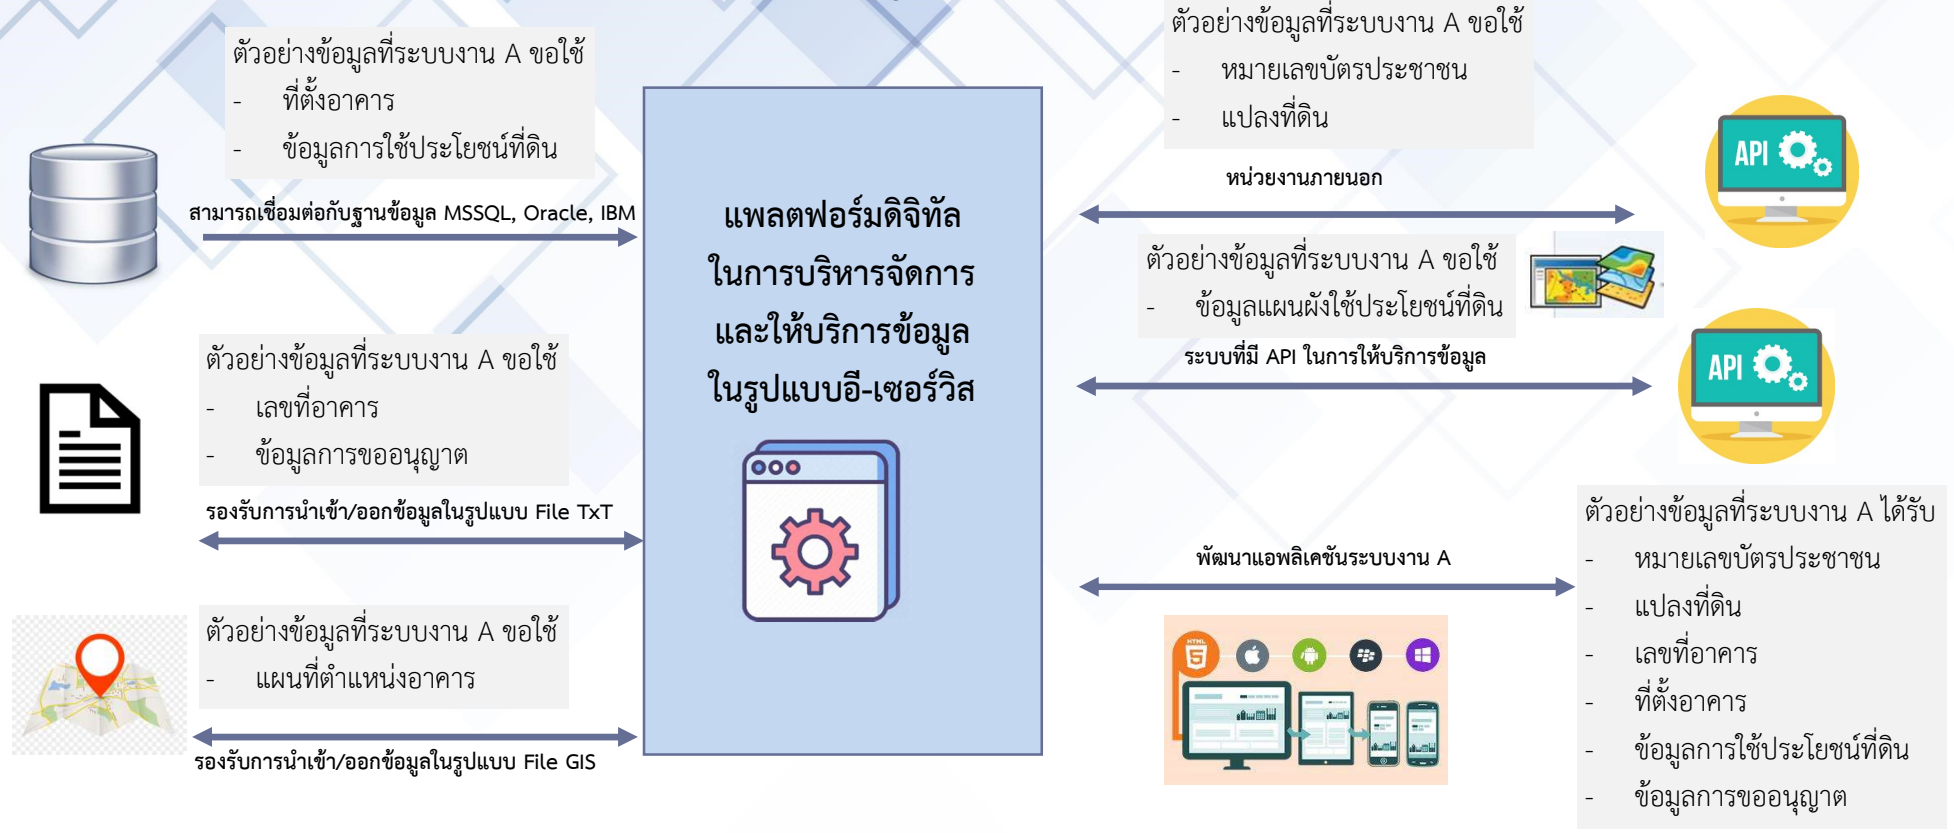 ตัวอย่างข้อมูลที่ระบบงาน A ขอใช้
- ที่ตั้งอาคาร
- ข้อมูลการใช้ประโยชน์ที่ดิน
สามารถเชื่อมต่อกับฐานข้อมูล MSSQL, Oracle, IBM
ตัวอย่างข้อมูลที่ระบบงาน A ขอใช้
- เลขที่อาคาร
- ข้อมูลการขออนุญาต
รองรับการนำเข้า/ออกข้อมูลในรูปแบบ File TxT
ตัวอย่างข้อมูลที่ระบบงาน A ขอใช้
- แผนที่ตำแหน่งอาคาร
รองรับการนำเข้า/ออกข้อมูลในรูปแบบ File GIS
แพลตฟอร์มดิจิทัล
ในการบริหารจัดการ
และให้บริการข้อมูล
ในรูปแบบอี-เซอร์วิส
ตัวอย่างข้อมูลที่ระบบงาน A ขอใช้
- หมายเลขบัตรประชาชน
- แปลงที่ดิน
หน่วยงานภายนอก
API
ตัวอย่างข้อมูลที่ระบบงาน A ขอใช้
- ข้อมูลแผนผังใช้ประโยชน์ที่ดิน
ระบบที่มี API ในการให้บริการข้อมูล
API
พัฒนาแอพลิเคชันระบบงาน A
HTML
5
ตัวอย่างข้อมูลที่ระบบงาน A ได้รับ
- หมายเลขบัตรประชาชน
- แปลงที่ดิน
- เลขที่อาคาร
- ที่ตั้งอาคาร
- ข้อมูลการใช้ประโยชน์ที่ดิน
- ข้อมูลการขออนุญาต